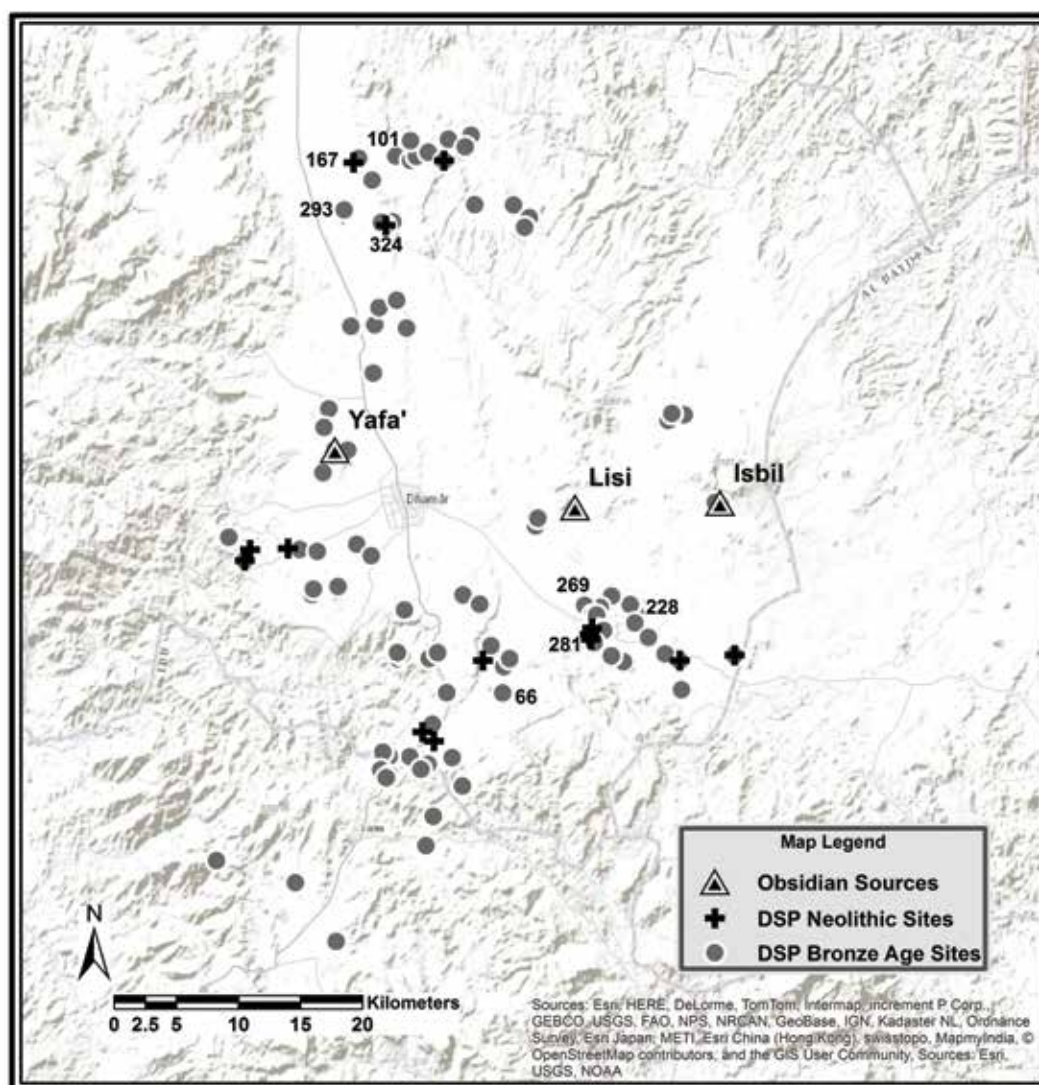 101
167
293
324
AL BAYDA
Yafa'
Lisi
Isbil
Dhamār
269
228
281
66
Map Legend
Obsidian Sources
DSP Neolithic Sites
DSP Bronze Age Sites
N
Kilometers
0 2.5 5 10 15 20
Sources: Esri, HERE, DeLorme, TomTom, Intermap, increment P Corp.,
GEBCO, USGS, FAO, NPS, NRCAN, GeoBase, IGN, Kadaster NL, Ordnance
Survey, Esri Japan, METI, Esri China (Hong Kong), swisstopo, MapmyIndia, ©
OpenStreetMap contributors, and the GIS User Community, Sources: Esri,
USGS, NOAA